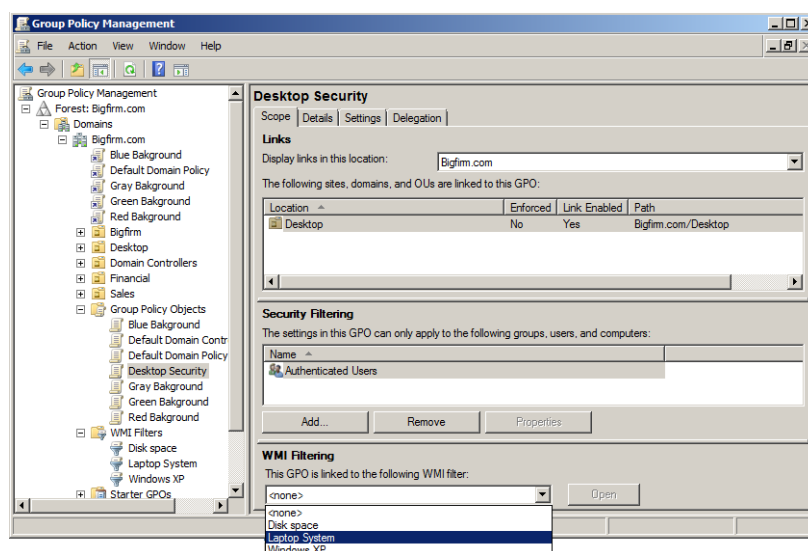 Group Policy Management
File Action View Window Help
Group Policy Management
Forest: Bigfirm.com
Domains
Bigfirm.com
Blue Bakground
Default Domain Policy
Gray Bakground
Green Bakground
Red Bakground
Bigfirm
Desktop
Domain Controllers
Financial
Sales
Group Policy Objects
Blue Bakground
Default Domain Contr
Default Domain Policy
Desktop Security
Gray Bakground
Green Bakground
Red Bakground
WMI Filters
Disk space
Laptop System
Windows XP
Starter GPOs
Desktop Security
Scope Details Settings Delegation
Links
Display links in this location: Bigfirm.com
The following sites, domains, and OUs are linked to this GPO:
Location Enforced Link Enabled Path
Desktop No Yes Bigfirm.com/Desktop
Security Filtering
The settings in this GPO can only apply to the following groups, users, and computers:
Name
Authenticated Users
Add... Remove Properties
WMI Filtering
This GPO is linked to the following WMI filter:
<none> Open
<none>
Disk space
Laptop System
Windows XP